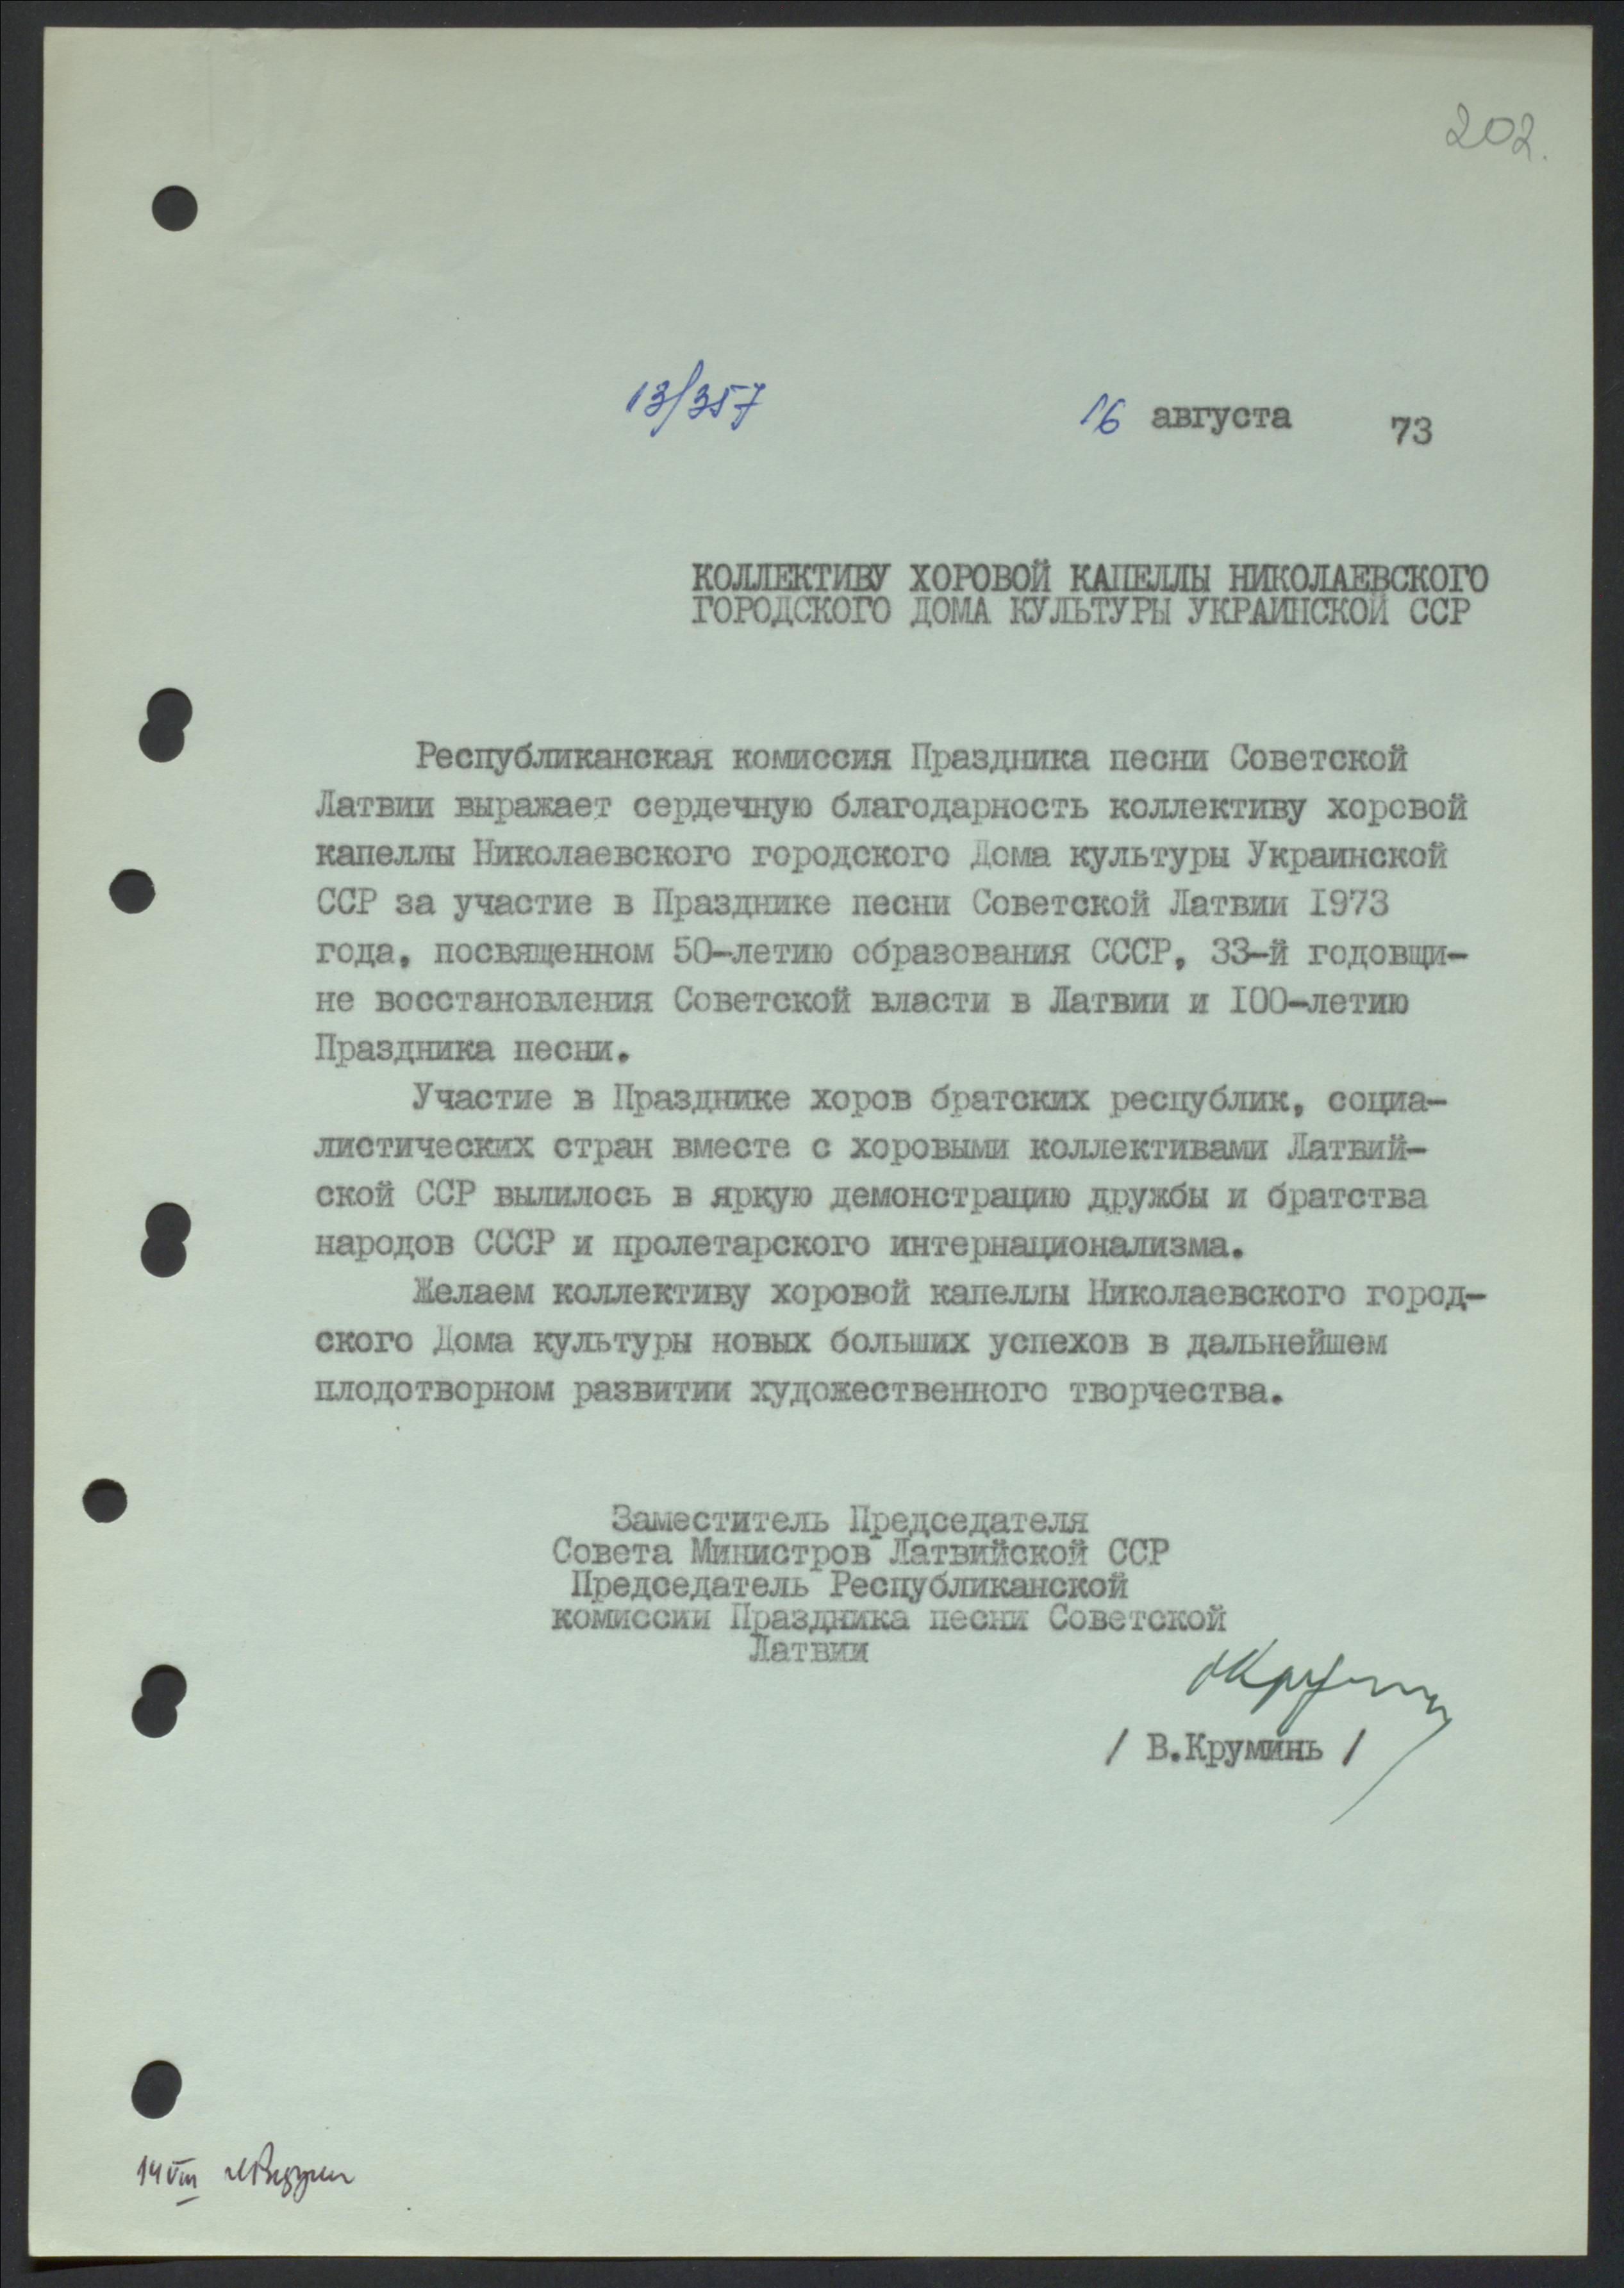 202.
13/357 16 августа 73
КОЛЛЕКТИВУ ХОРОВОЙ КАПЕЛЛЫ НИКОЛАЕВСКОГО
ГОРОДСКОГО ДОМА КУЛЬТУРЫ УКРАИНСКОЙ ССР
Республиканская комиссия Праздника песни Советской
Латвии выражает сердечную благодарность коллективу хоровой
капеллы Николаевского городского Дома культуры Украинской
ССР за участие в Празднике песни Советской Латвии I973
года, посвященном 50-летию образования СССР, 33-й годовщи-
не восстановления Советской власти в Латвии и I00-летию
Праздника песни.
Участие в Празднике хоров братских республик, социа-
листических стран вместе с хоровыми коллективами Латвий-
ской ССР вылилось в яркую демонстрацию дружбы и братства
народов СССР и пролетарского интернационализма.
Желаем коллективу хоровой капеллы Николаевского город-
ского Дома культуры новых больших успехов в дальнейшем
плодотворном развитии художественного творчества.
Заместитель Председателя
Совета Министров Латвийской ССР
Председатель Республиканской
комиссии Праздника песни Советской
Латвии
/ В.Круминь /
14 VIII